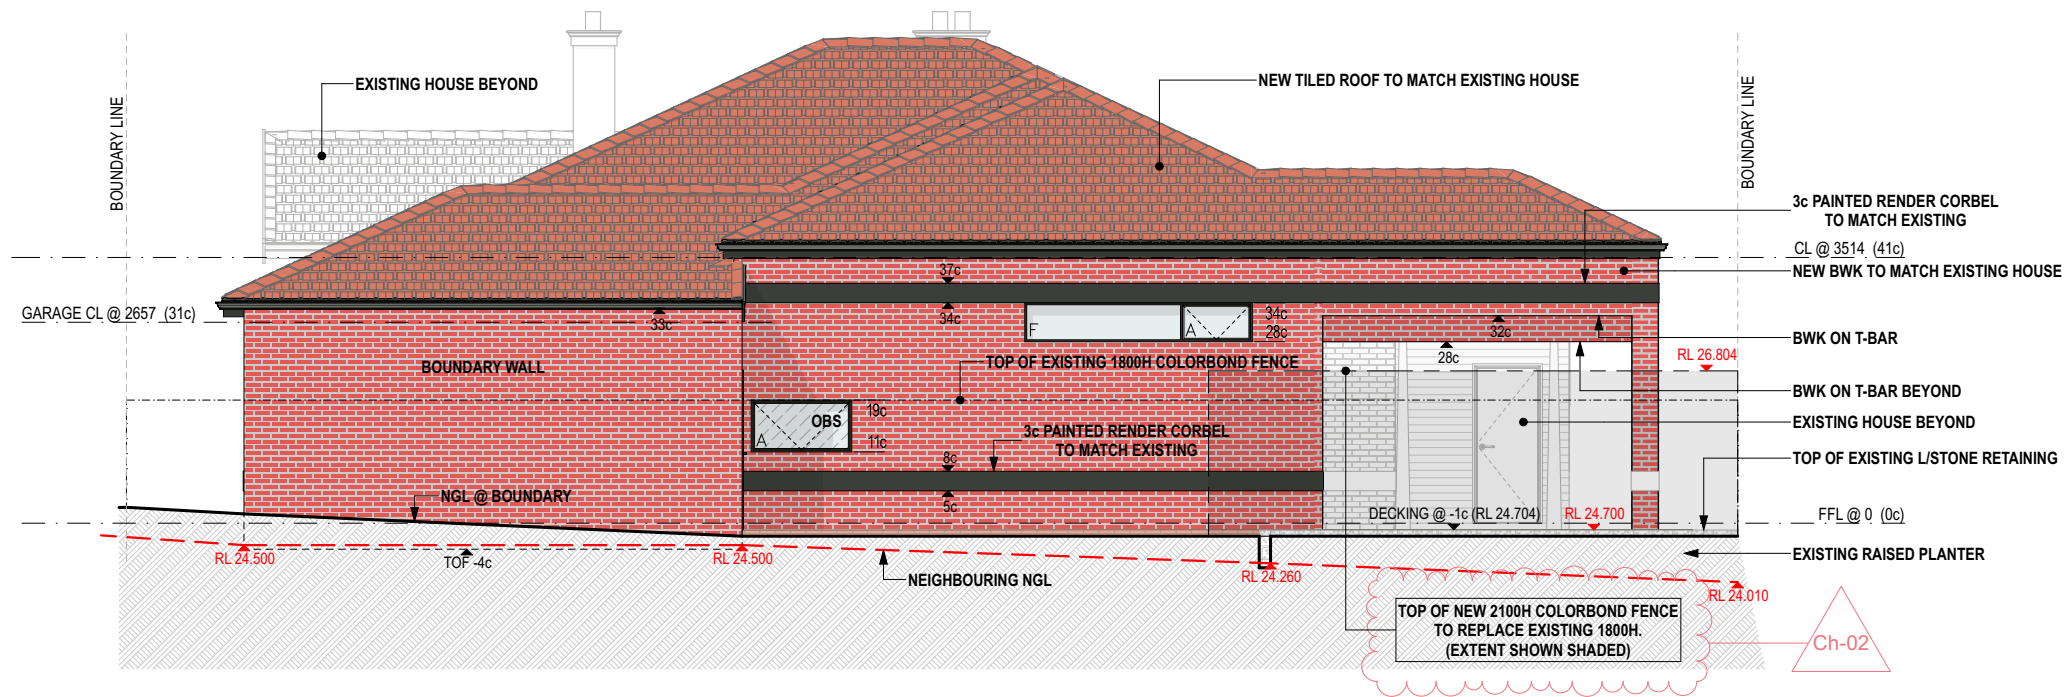 EXISTING HOUSE BEYOND
NEW TILED ROOF TO MATCH EXISTING HOUSE
BOUNDARY LINE
BOUNDARY LINE
3c PAINTED RENDER CORBEL
TO MATCH EXISTING
CL @ 3514 (41c)
NEW BWK TO MATCH EXISTING HOUSE
37c
GARAGE CL @ 2657 (31c)
33c
34c
F
A
34c
28c
32c
BWK ON T-BAR
28c
RL 26.804
BOUNDARY WALL
TOP OF EXISTING 1800H COLORBOND FENCE
BWK ON T-BAR BEYOND
OBS
A
19c
11c
EXISTING HOUSE BEYOND
3c PAINTED RENDER CORBEL
TO MATCH EXISTING
8c
TOP OF EXISTING L/STONE RETAINING
NGL @ BOUNDARY
5c
DECKING @ -1c (RL 24.704)
RL 24.700
FFL @ 0 (0c)
RL 24.500
TOF -4c
RL 24.500
EXISTING RAISED PLANTER
NEIGHBOURING NGL
RL 24.260
RL 24.010
TOP OF NEW 2100H COLORBOND FENCE
TO REPLACE EXISTING 1800H.
(EXTENT SHOWN SHADED)
Ch-02